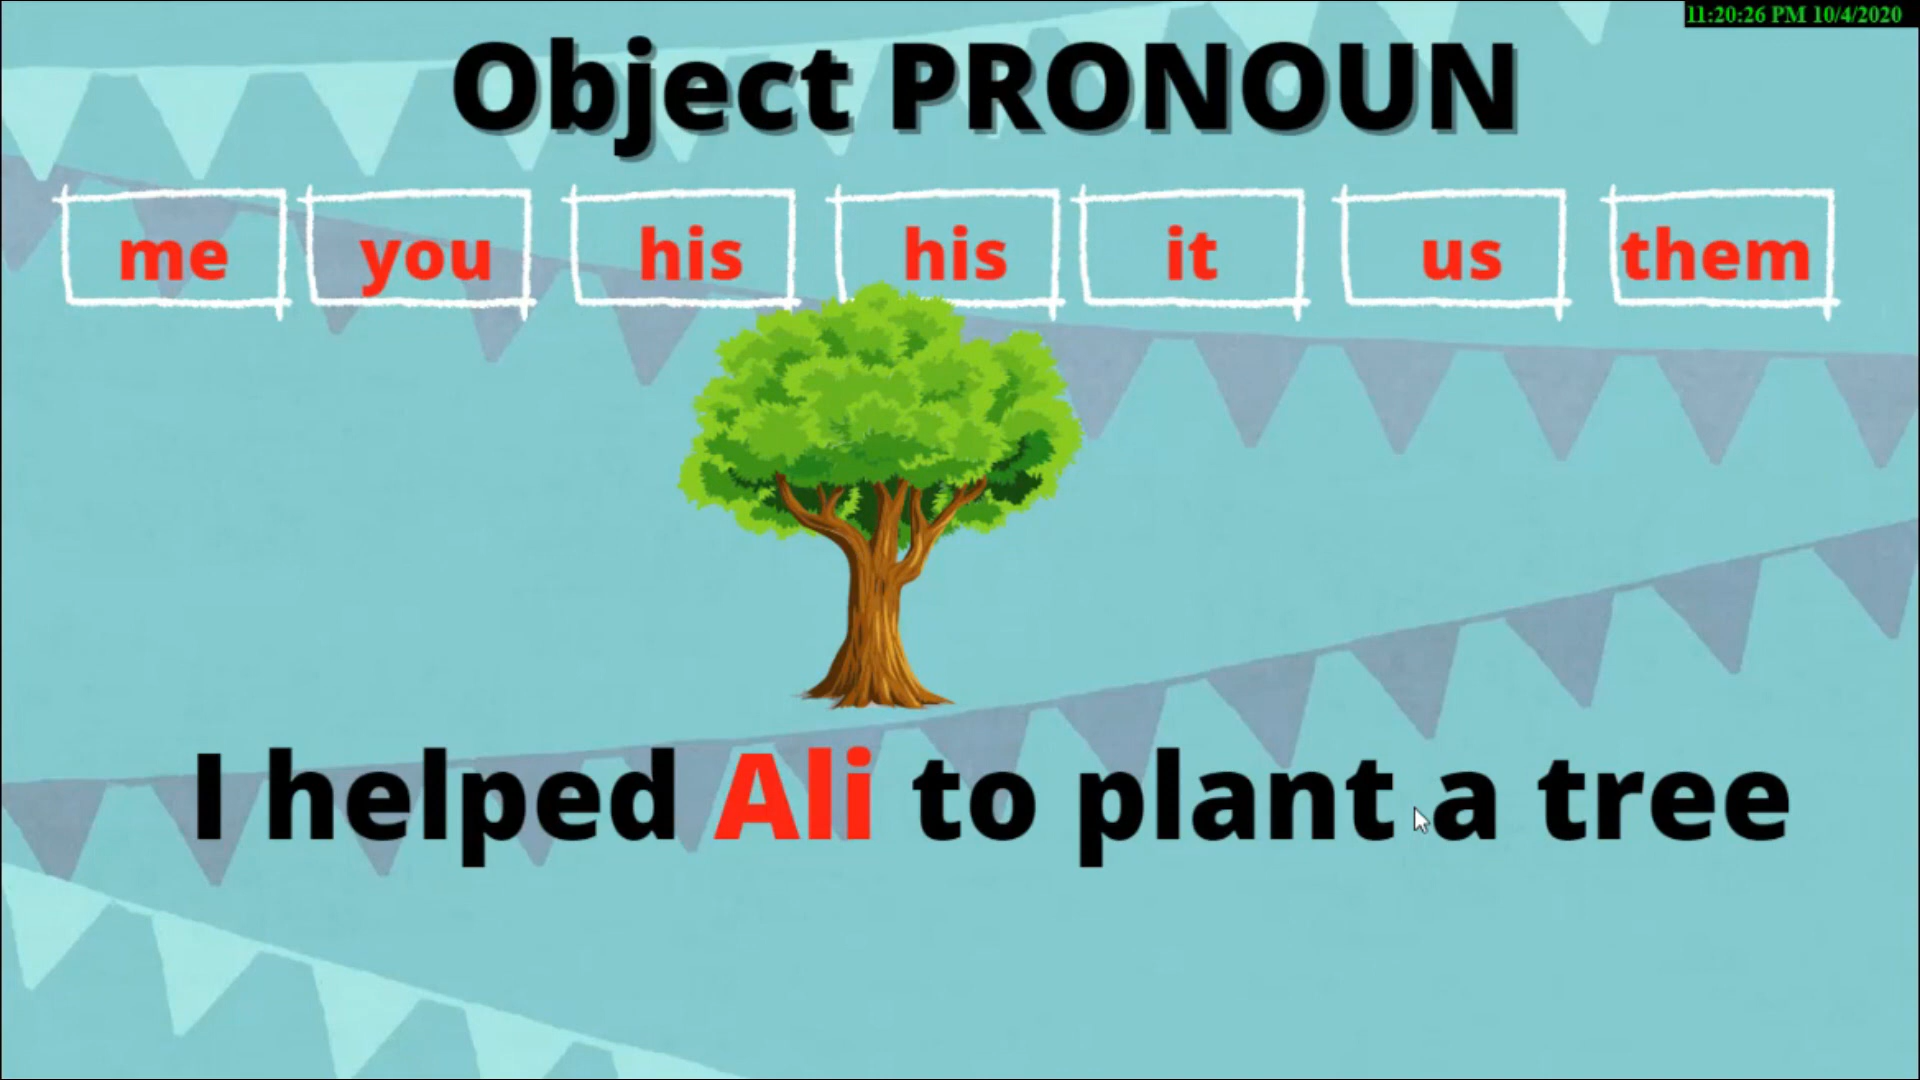 11:20:26 PM 10/4/2020
Object PRONOUN
me you his his it us them
I helped Ali to plant a tree